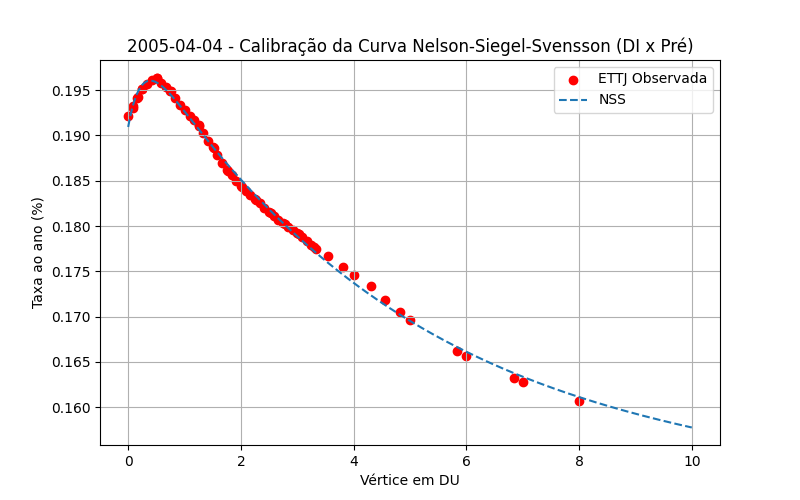 2005-04-04 - Calibração da Curva Nelson-Siegel-Svensson (DI x Pré)
ETTJ Observada
NSS
Taxa ao ano (%)
0.195
0.190
0.185
0.180
0.175
0.170
0.165
0.160
0 2 4 6 8 10
Vértice em DU